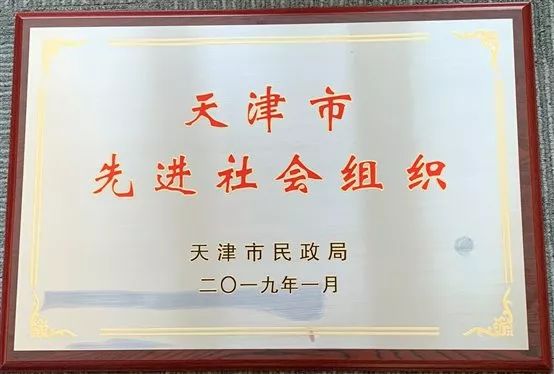 天津市
先进社会组织
天津市民政局
二〇一九年一月